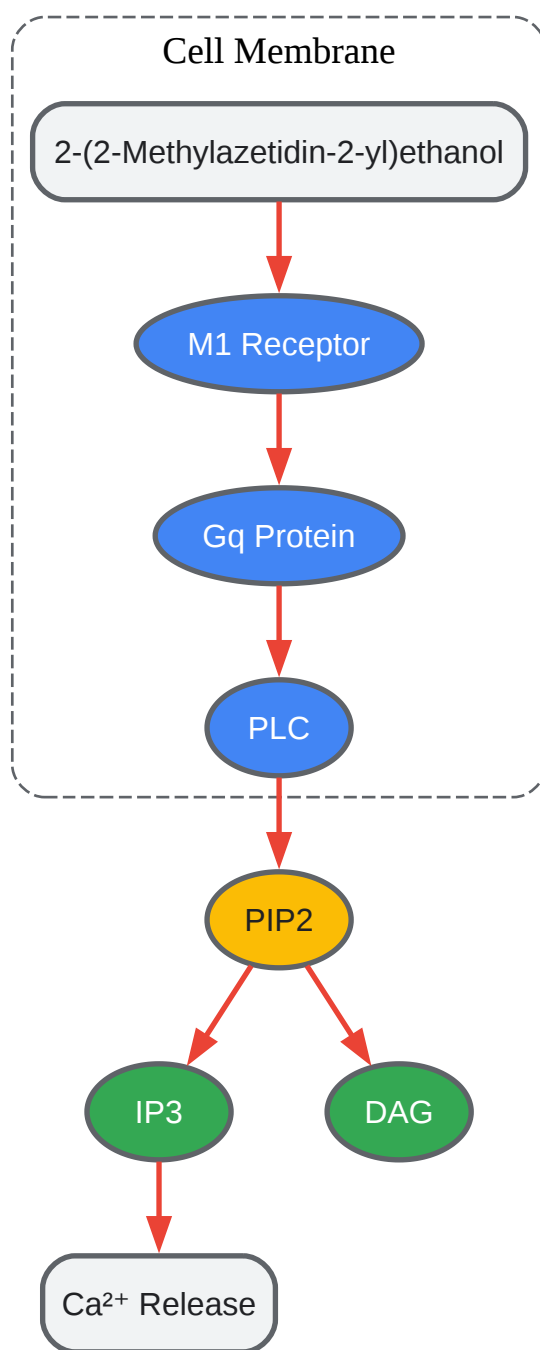 Cell Membrane
2-(2-Methylazetidin-2-yl)ethanol
M1 Receptor
Gq Protein
PLC
PIP2
IP3
DAG
Ca²⁺ Release